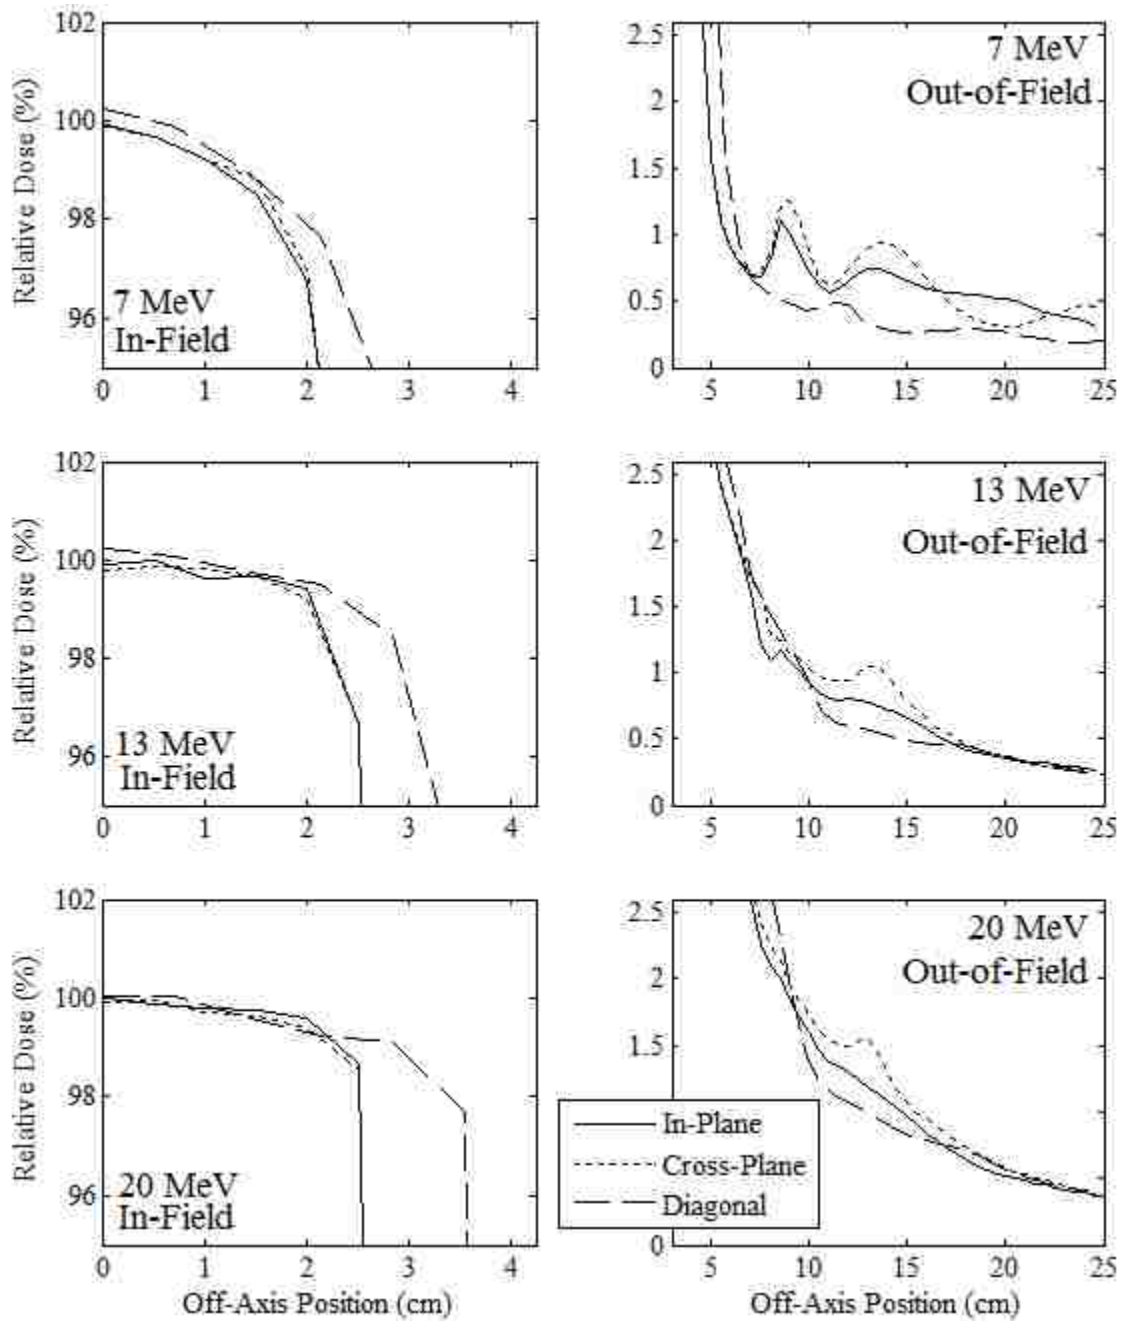 102
100
98
96
Relative Dose (%)
7 MeV
In-Field
0 1 2 3 4
2.5
2
1.5
1
0.5
0
7 MeV
Out-of-Field
5 10 15 20 25
102
100
98
96
Relative Dose (%)
13 MeV
In-Field
0 1 2 3 4
2.5
2
1.5
1
0.5
0
13 MeV
Out-of-Field
5 10 15 20 25
102
100
98
96
Relative Dose (%)
20 MeV
In-Field
0 1 2 3 4
Off-Axis Position (cm)
2.5
2
1.5
0
20 MeV
Out-of-Field
In-Plane
Cross-Plane
Diagonal
5 10 15 20 25
Off-Axis Position (cm)